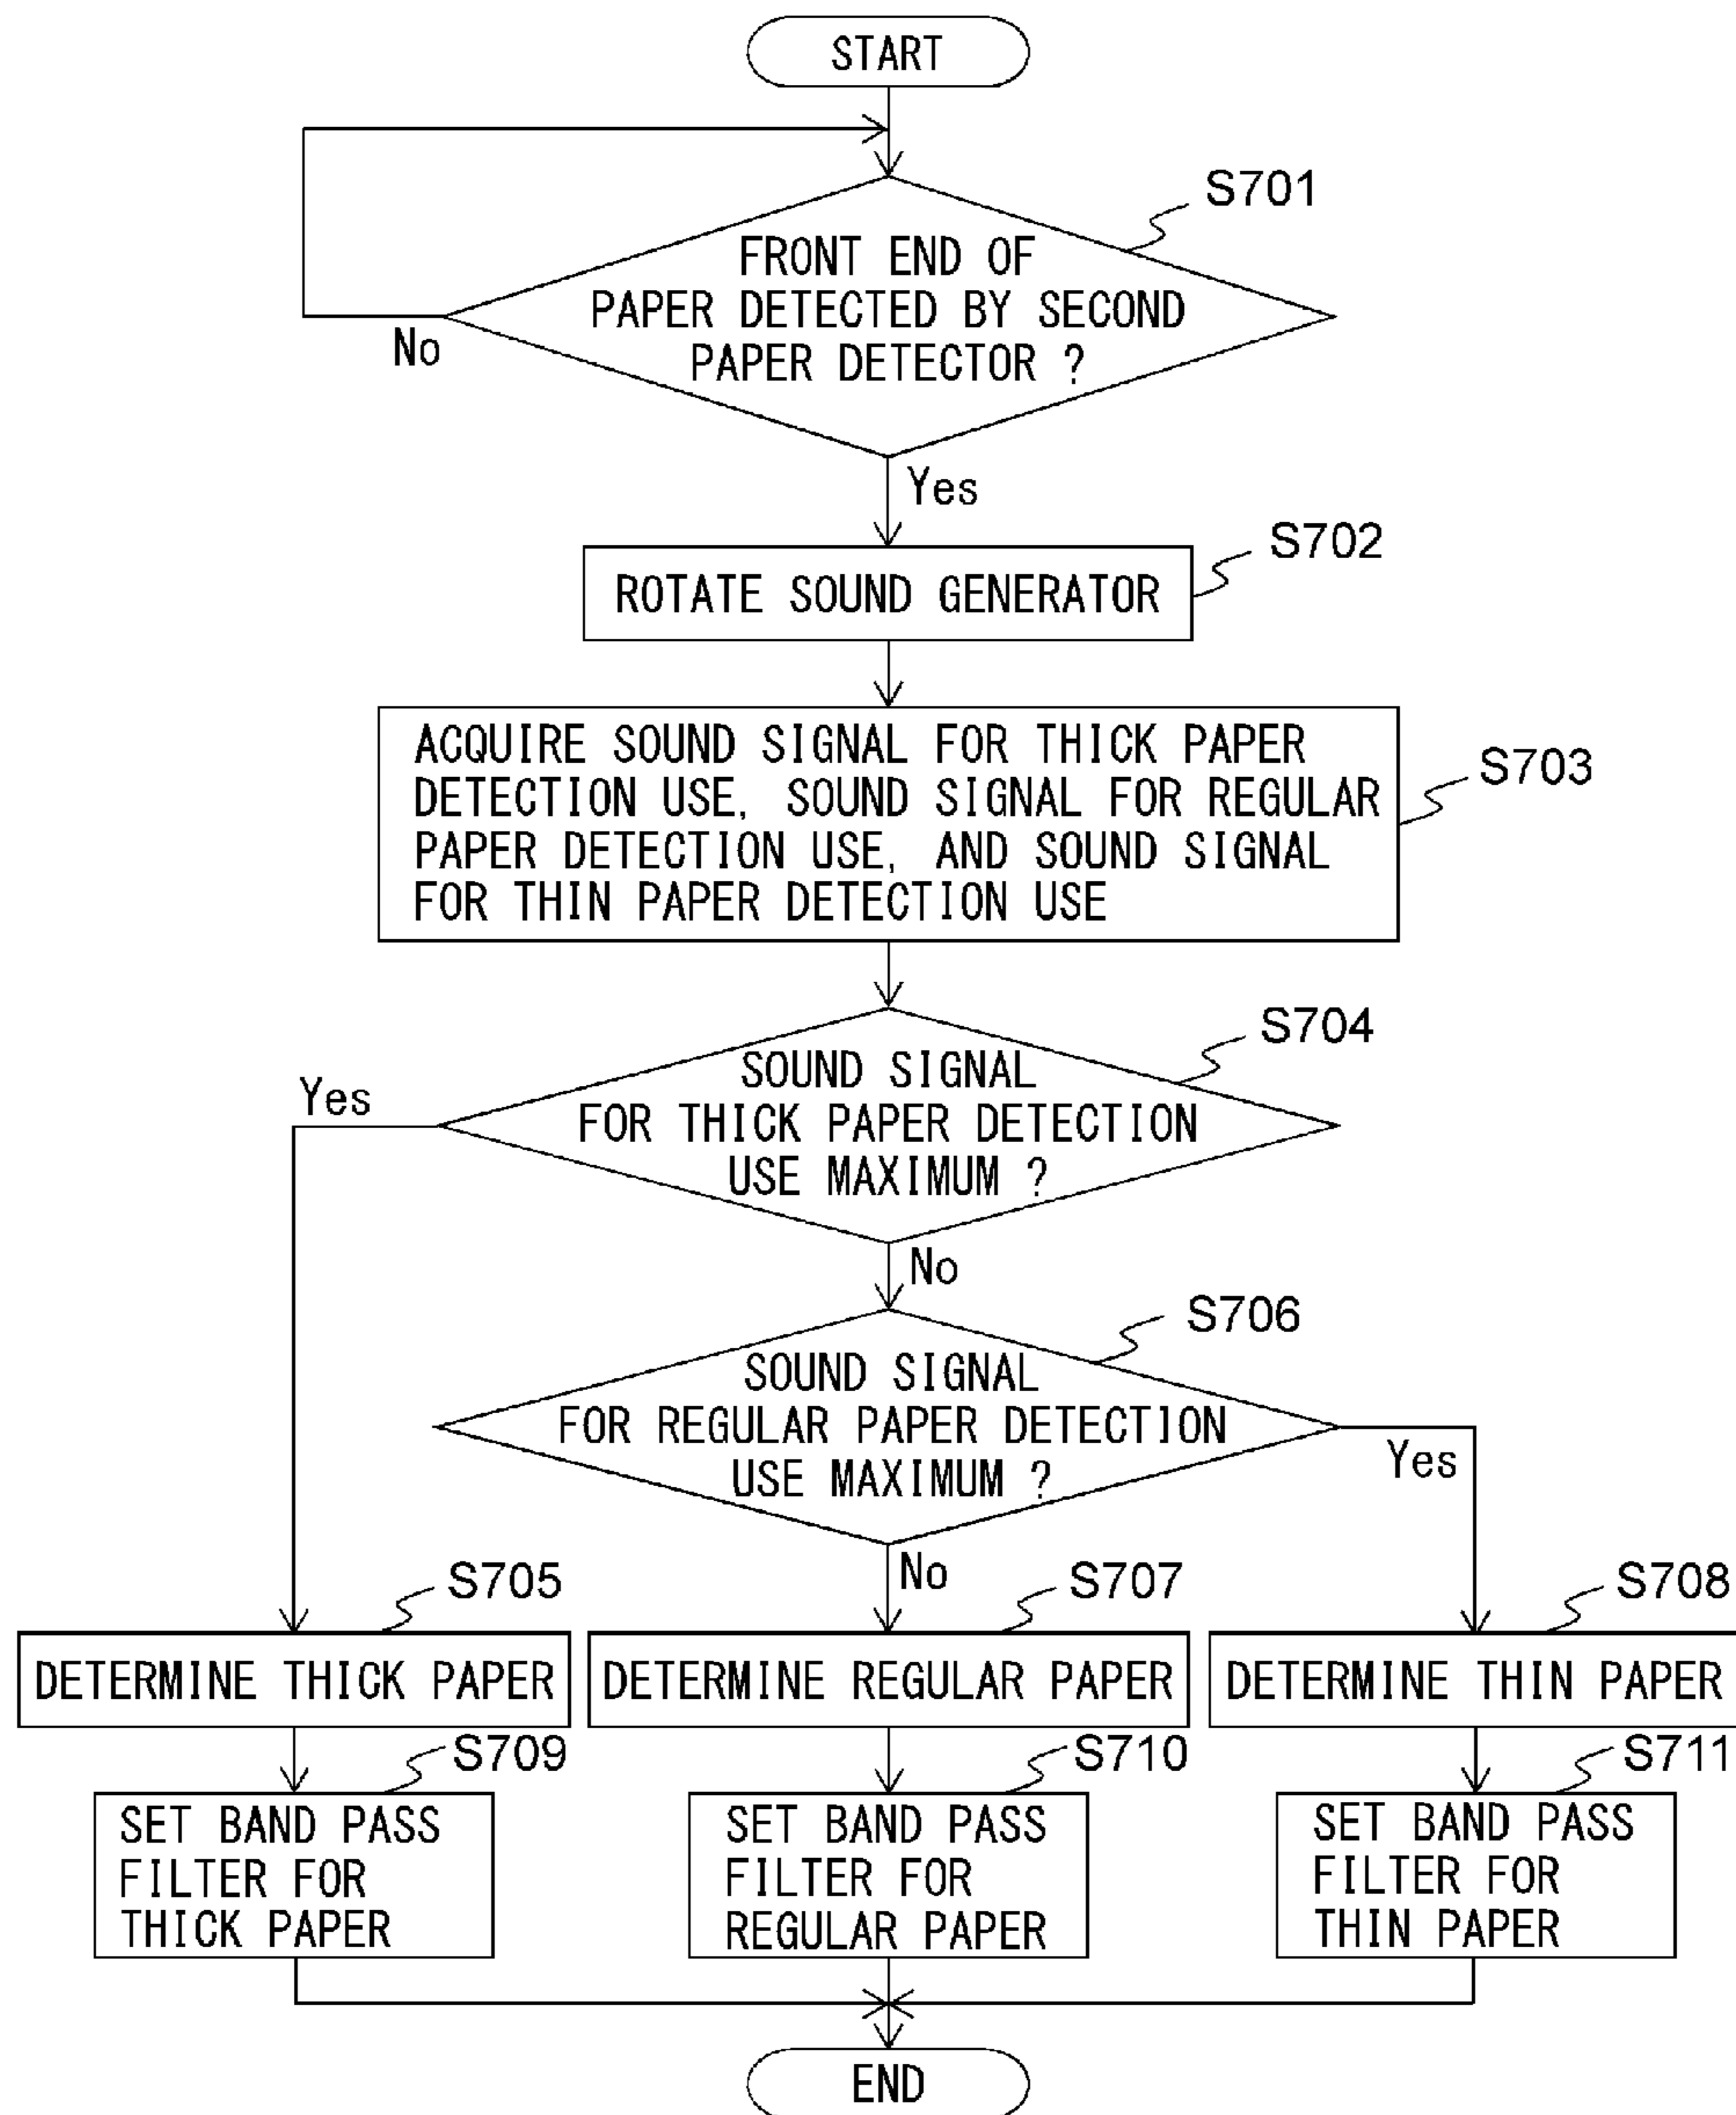 START
S701
FRONT END OF
PAPER DETECTED BY SECOND
PAPER DETECTOR ?
No
Yes
S702
ROTATE SOUND GENERATOR
S703
ACQUIRE SOUND SIGNAL FOR THICK PAPER
DETECTION USE, SOUND SIGNAL FOR REGULAR
PAPER DETECTION USE, AND SOUND SIGNAL
FOR THIN PAPER DETECTION USE
S704
SOUND SIGNAL
FOR THICK PAPER DETECTION
USE MAXIMUM ?
Yes
No
S706
SOUND SIGNAL
FOR REGULAR PAPER DETECTION
USE MAXIMUM ?
Yes
No
S705
DETERMINE THICK PAPER
S707
DETERMINE REGULAR PAPER
S708
DETERMINE THIN PAPER
S709
SET BAND PASS
FILTER FOR
THICK PAPER
S710
SET BAND PASS
FILTER FOR
REGULAR PAPER
S711
SET BAND PASS
FILTER FOR
THIN PAPER
END